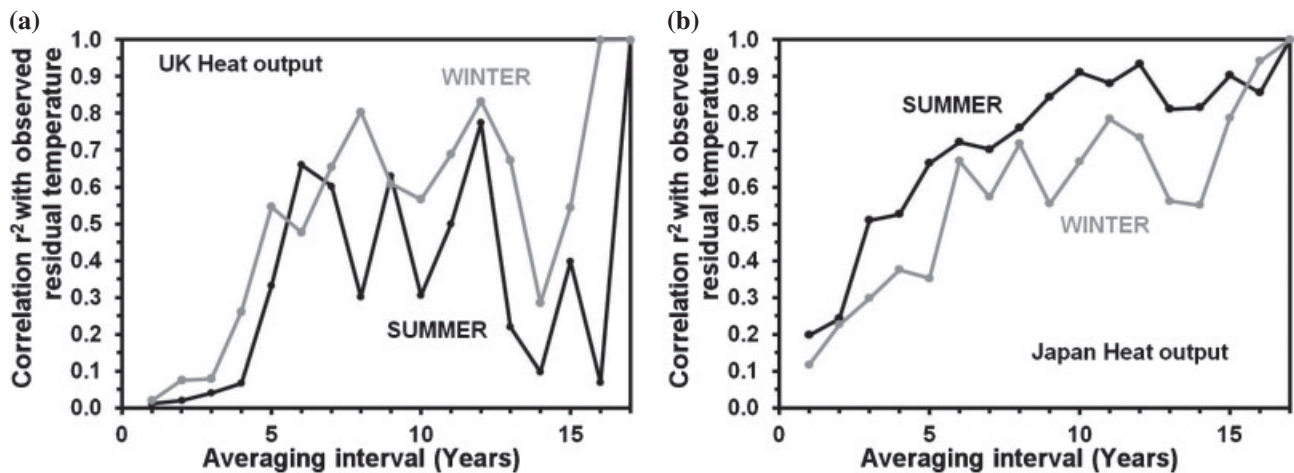 (a)
Correlation r² with observed
residual temperature
1.0
0.9
0.8
0.7
0.6
0.5
0.4
0.3
0.2
0.1
0.0
UK Heat output
WINTER
SUMMER
0 5 10 15
Averaging interval (Years)
(b)
Correlation r² with observed
residual temperature
1.0
0.9
0.8
0.7
0.6
0.5
0.4
0.3
0.2
0.1
0.0
SUMMER
WINTER
Japan Heat output
0 5 10 15
Averaging interval (Years)